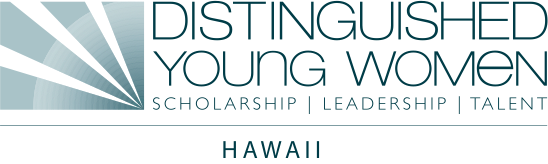 DISTINGUISHED
YOUNG WOMEN
SCHOLARSHIP | LEADERSHIP | TALENT
HAWAII